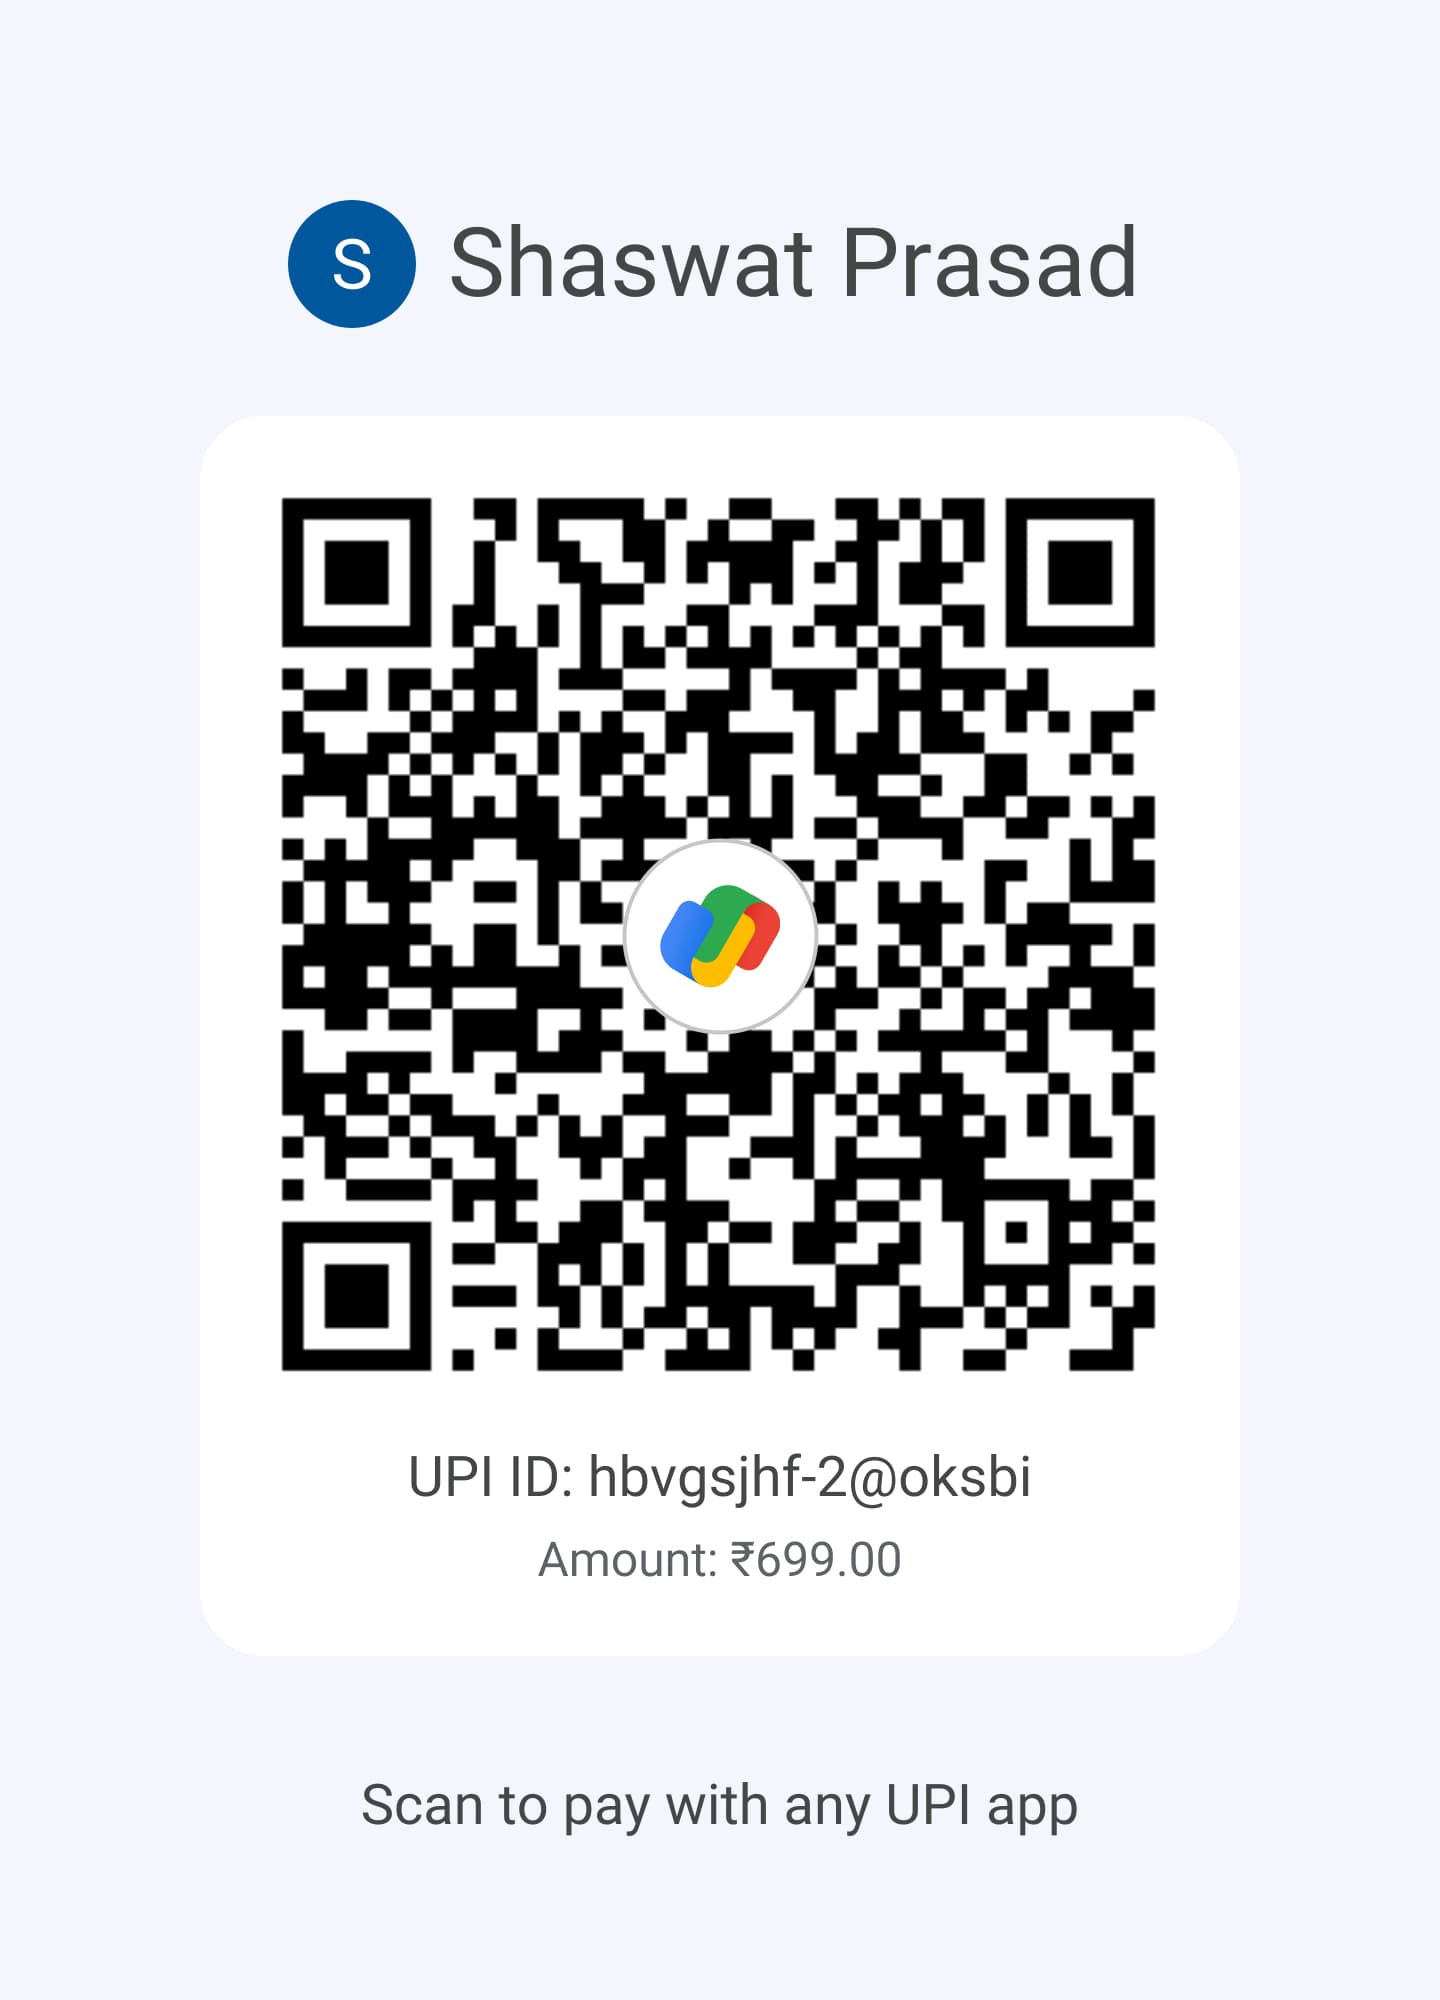 S Shaswat Prasad
UPI ID: hbvgsjhf-2@oksbi
Amount: ₹699.00
Scan to pay with any UPI app